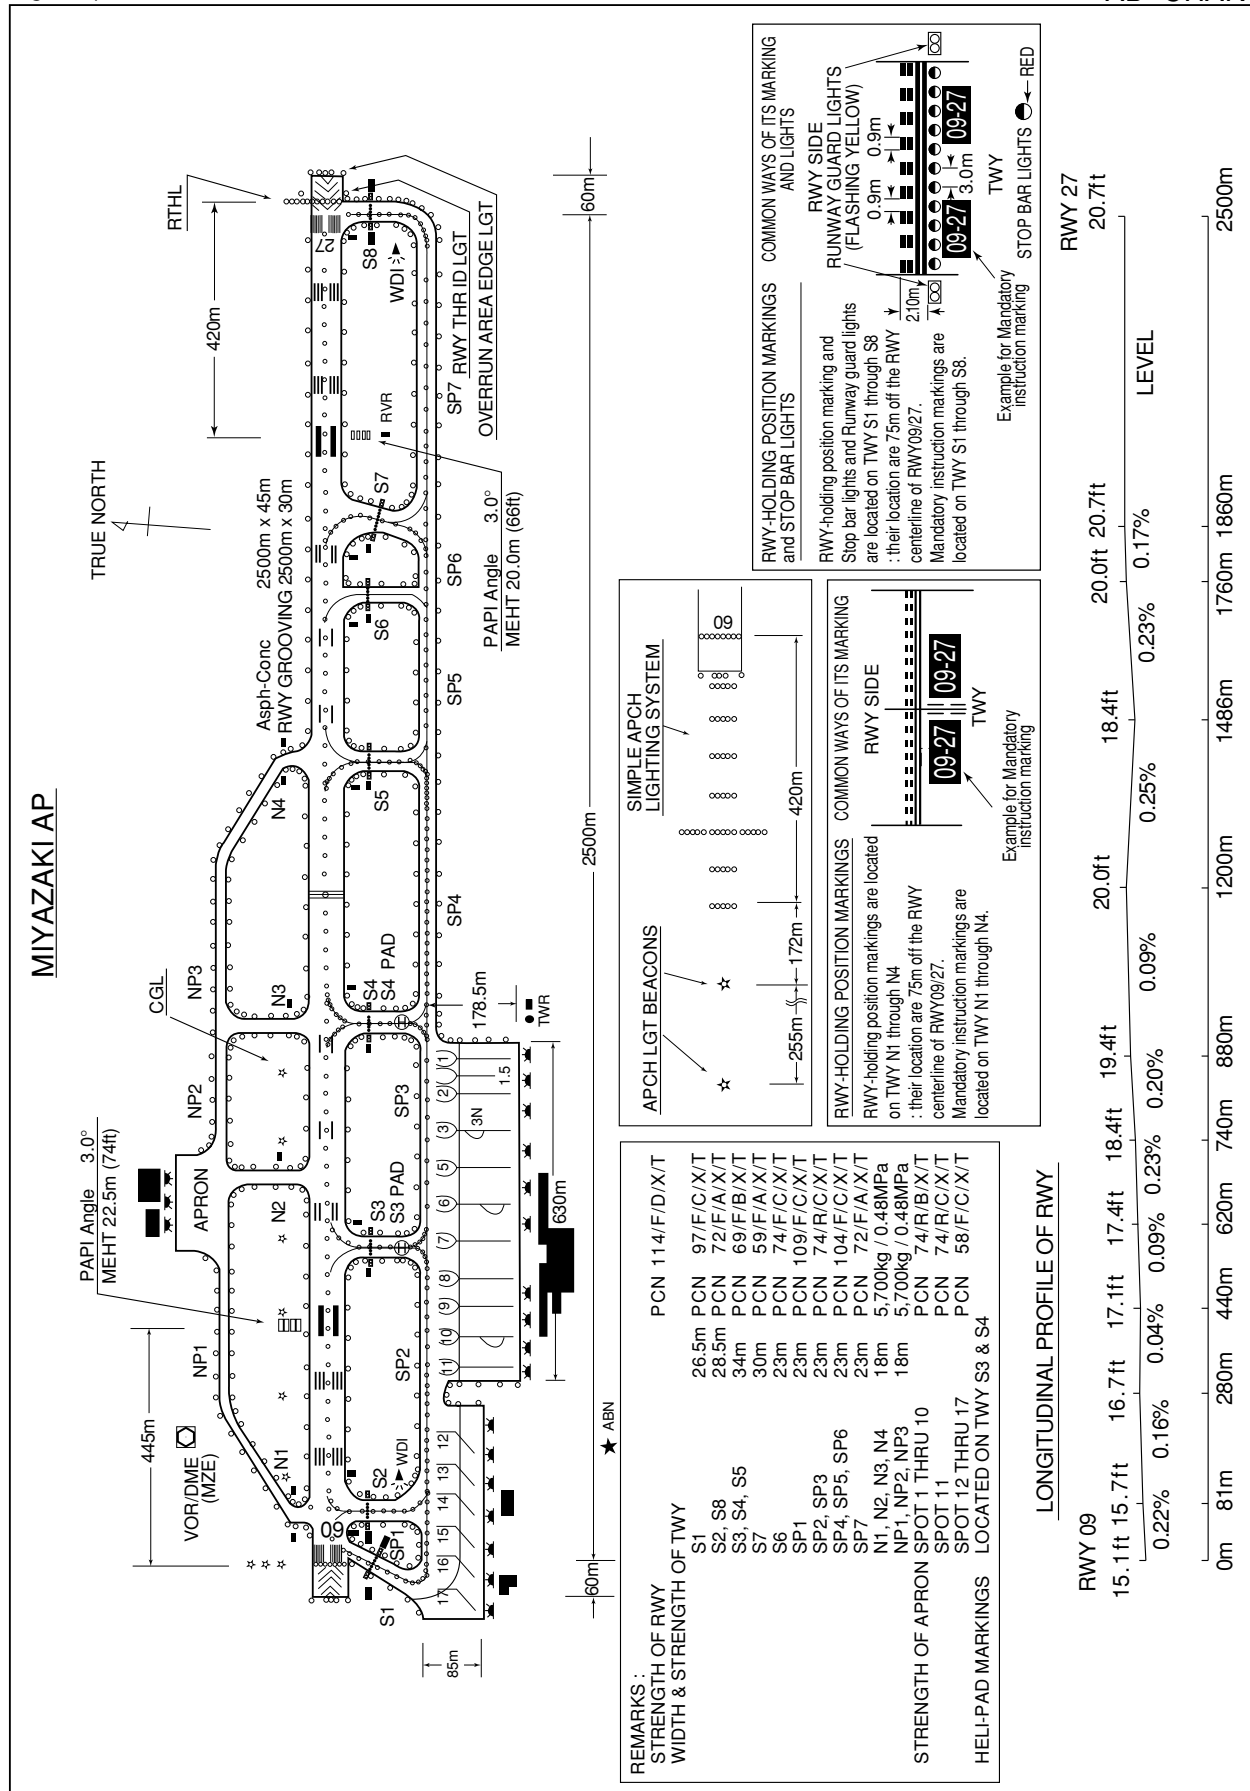 MIYAZAKI AP
TRUE NORTH
PAPI Angle 3.0°
MEHT 22.5m (74ft)
445m
VOR/DME
(MZE)
NP1
APRON
NP2
CGL
NP3
Asph-Conc 2500m x 45m
RWY GROOVING 2500m x 30m
420m
RTHL
N1
N2
N3
N4
09
27
S1
SP1
S2
WDI
SP2
S3
S3 PAD
H
SP3
S4
S4 PAD
H
SP4
S5
SP5
S6
SP6
S7
RVR
SP7
S8
WDI
RWY THR ID LGT
OVERRUN AREA EDGE LGT
PAPI Angle 3.0°
MEHT 20.0m (66ft)
178.5m
TWR
17
16
15
14
13
12
11
10
9
8
7
6
5
3
3N
2
1.5
1
85m
ABN
630m
60m
2500m
60m
REMARKS :
STRENGTH OF RWY PCN 114/F/D/X/T
WIDTH & STRENGTH OF TWY
S1 26.5m PCN 97/F/C/X/T
S2, S8 28.5m PCN 72/F/A/X/T
S3, S4, S5 34m PCN 69/F/B/X/T
S7 30m PCN 59/F/A/X/T
S6 23m PCN 74/F/C/X/T
SP1 23m PCN 109/F/C/X/T
SP2, SP3 23m PCN 74/R/C/X/T
SP4, SP5, SP6 23m PCN 104/F/C/X/T
SP7 23m PCN 72/F/A/X/T
N1, N2, N3, N4 18m 5,700kg / 0.48MPa
NP1, NP2, NP3 18m 5,700kg / 0.48MPa
STRENGTH OF APRON SPOT 1 THRU 10 PCN 74/R/B/X/T
SPOT 11 PCN 74/R/C/X/T
SPOT 12 THRU 17 PCN 58/F/C/X/T
HELI-PAD MARKINGS LOCATED ON TWY S3 & S4
APCH LGT BEACONS
SIMPLE APCH
LIGHTING SYSTEM
09
255m
172m
420m
RWY-HOLDING POSITION MARKINGS
RWY-holding position markings are located
on TWY N1 through N4
: their location are 75m off the RWY
centerline of RWY09/27.
Mandatory instruction markings are
located on TWY N1 through N4.
COMMON WAYS OF ITS MARKING
RWY SIDE
09-27 09-27
TWY
Example for Mandatory
instruction marking
RWY-HOLDING POSITION MARKINGS
and STOP BAR LIGHTS
RWY-holding position marking and
Stop bar lights and Runway guard lights
are located on TWY S1 through S8
: their location are 75m off the RWY
centerline of RWY09/27.
Mandatory instruction markings are
located on TWY S1 through S8.
COMMON WAYS OF ITS MARKING
AND LIGHTS
RWY SIDE
RUNWAY GUARD LIGHTS
(FLASHING YELLOW)
0.9m 0.9m
2.10m
09-27 09-27
3.0m
TWY
STOP BAR LIGHTS RED
Example for Mandatory
instruction marking
LONGITUDINAL PROFILE OF RWY
RWY 09 RWY 27
15.1ft 15.7ft 16.7ft 17.1ft 17.4ft 18.4ft 19.4ft 20.0ft 18.4ft 20.0ft 20.7ft 20.7ft
0.22% 0.16% 0.04% 0.09% 0.23% 0.20% 0.09% 0.25% 0.23% 0.17% LEVEL
0m 81m 280m 440m 620m 740m 880m 1200m 1486m 1760m 1860m 2500m